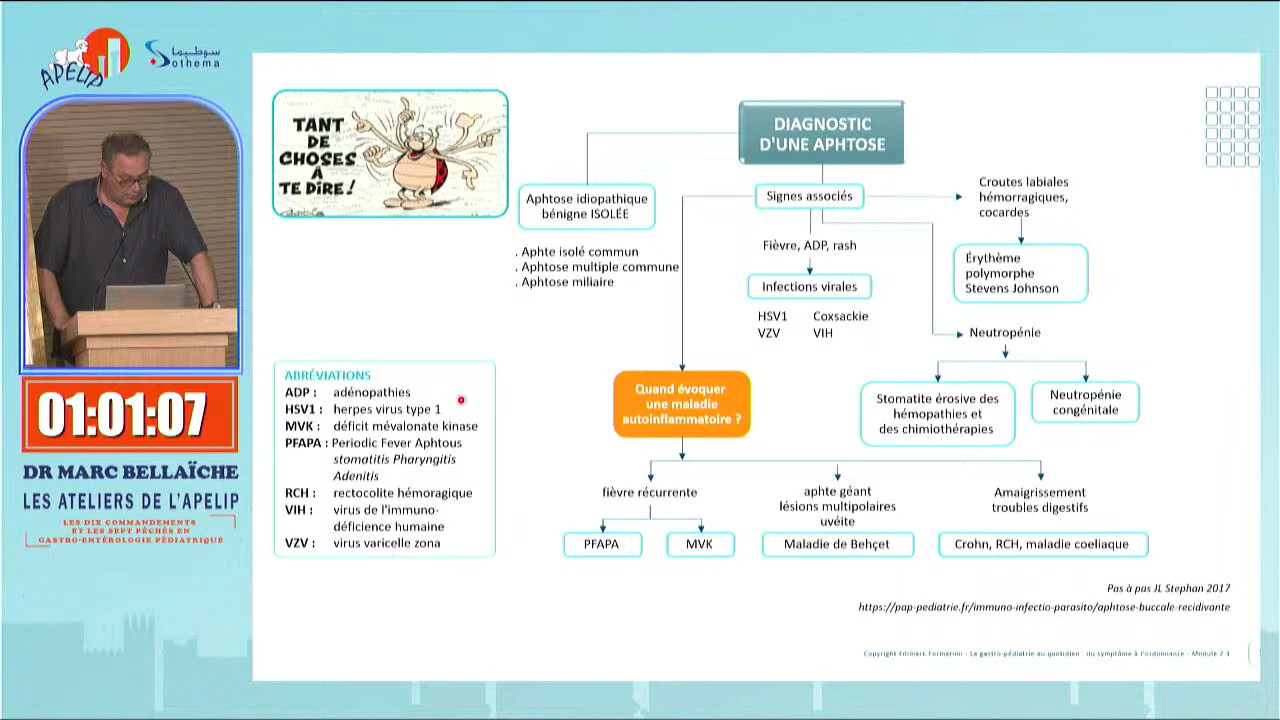 APELIP
سوطيما
Sothema
01:01:07
DR MARC BELLAÏCHE
LES ATELIERS DE L'APELIP
LES DIX COMMANDEMENTS
ET LES SEPT PÉCHÉS EN
GASTRO-ENTÉROLOGIE PÉDIATRIQUE
TANT
DE
CHOSES
À
TE DIRE !
DIAGNOSTIC
D'UNE APHTOSE
Aphtose idiopathique
bénigne ISOLÉE
. Aphte isolé commun
. Aphtose multiple commune
. Aphtose miliaire
Signes associés
Fièvre, ADP, rash
Infections virales
HSV1 Coxsackie
VZV VIH
Croutes labiales
hémorragiques,
cocardes
Érythème
polymorphe
Stevens Johnson
Neutropénie
Stomatite érosive des
hémopathies et
des chimiothérapies
Neutropénie
congénitale
Quand évoquer
une maladie
autoinflammatoire ?
fièvre récurrente
PFAPA
MVK
aphte géant
lésions multipolaires
uvéite
Maladie de Behçet
Amaigrissement
troubles digestifs
Crohn, RCH, maladie coeliaque
ABRÉVIATIONS
ADP : adénopathies
HSV1 : herpes virus type 1
MVK : déficit mévalonate kinase
PFAPA : Periodic Fever Aphtous
stomatitis Pharyngitis
Adenitis
RCH : rectocolite hémoragique
VIH : virus de l'immuno-
déficience humaine
VZV : virus varicelle zona
Pas à pas JL Stephan 2017
https://pap-pediatrie.fr/immuno-infectio-parasito/aphtose-buccale-recidivante
Copyright Edimark Formation - La gastro-pédiatrie au quotidien : du symptôme à l'ordonnance - Module 2.3